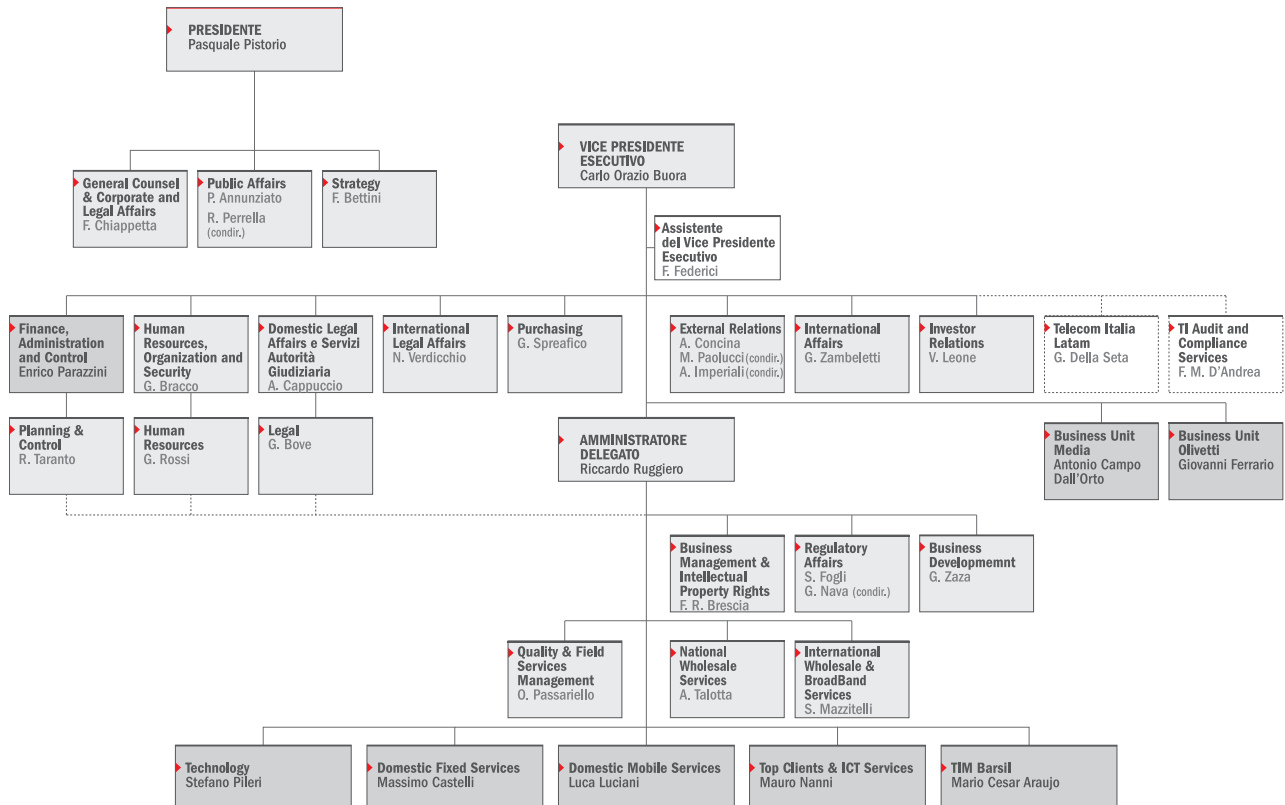 PRESIDENTE
Pasquale Pistorio
VICE PRESIDENTE
ESECUTIVO
Carlo Orazio Buora
General Counsel
& Corporate and
Legal Affairs
F. Chiappetta
Public Affairs
P. Annunziato
R. Perrella
(condir.)
Strategy
F. Bettini
Assistente
del Vice Presidente
Esecutivo
F. Federici
Finance,
Administration
and Control
Enrico Parazzini
Human
Resources,
Organization and
Security
G. Bracco
Domestic Legal
Affairs e Servizi
Autorità
Giudiziaria
A. Cappuccio
International
Legal Affairs
N. Verdicchio
Purchasing
G. Spreafico
External Relations
A. Concina
M. Paolucci (condir.)
A. Imperiali (condir.)
International
Affairs
G. Zambeletti
Investor
Relations
V. Leone
Telecom Italia
Latam
G. Della Seta
TI Audit and
Compliance
Services
F. M. D'Andrea
Planning &
Control
R. Taranto
Human
Resources
G. Rossi
Legal
G. Bove
AMMINISTRATORE
DELEGATO
Riccardo Ruggiero
Business Unit
Media
Antonio Campo
Dall'Orto
Business Unit
Olivetti
Giovanni Ferrario
Business
Management &
Intellectual
Property Rights
F. R. Brescia
Regulatory
Affairs
S. Fogli
G. Nava (condir.)
Business
Developmemnt
G. Zaza
Quality & Field
Services
Management
O. Passariello
National
Wholesale
Services
A. Talotta
International
Wholesale &
BroadBand
Services
S. Mazzitelli
Technology
Stefano Pileri
Domestic Fixed Services
Massimo Castelli
Domestic Mobile Services
Luca Luciani
Top Clients & ICT Services
Mauro Nanni
TIM Barsil
Mario Cesar Araujo